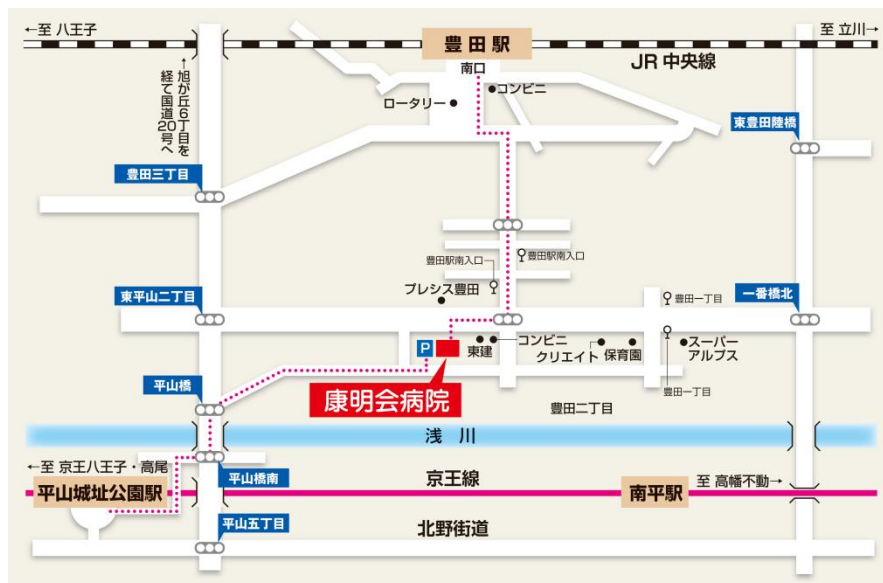 ←至 八王子
豊田駅
至 立川→
南口
JR中央線
↑旭が丘6丁目を
経て国道20号へ
コンビニ
ロータリー
東豊田陸橋
豊田三丁目
豊田駅南入口
豊田駅南入口
プレシス豊田
東平山二丁目
豊田一丁目
一番橋北
P
東建
コンビニ
クリエイト
保育園
スーパー
アルプス
康明会病院
平山橋
豊田一丁目
豊田二丁目
浅川
←至 京王八王子・高尾
平山橋南
京王線
至 高幡不動→
平山城址公園駅
南平駅
平山五丁目
北野街道